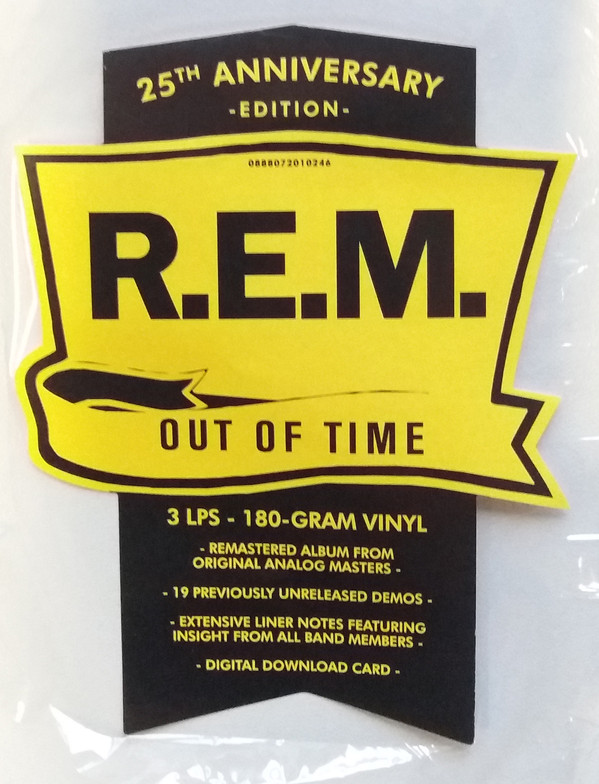 25TH ANNIVERSARY
-EDITION-
0888072010246
R.E.M.
OUT OF TIME
3 LPS - 180-GRAM VINYL
- REMASTERED ALBUM FROM
ORIGINAL ANALOG MASTERS -
- 19 PREVIOUSLY UNRELEASED DEMOS -
- EXTENSIVE LINER NOTES FEATURING
INSIGHT FROM ALL BAND MEMBERS -
- DIGITAL DOWNLOAD CARD -